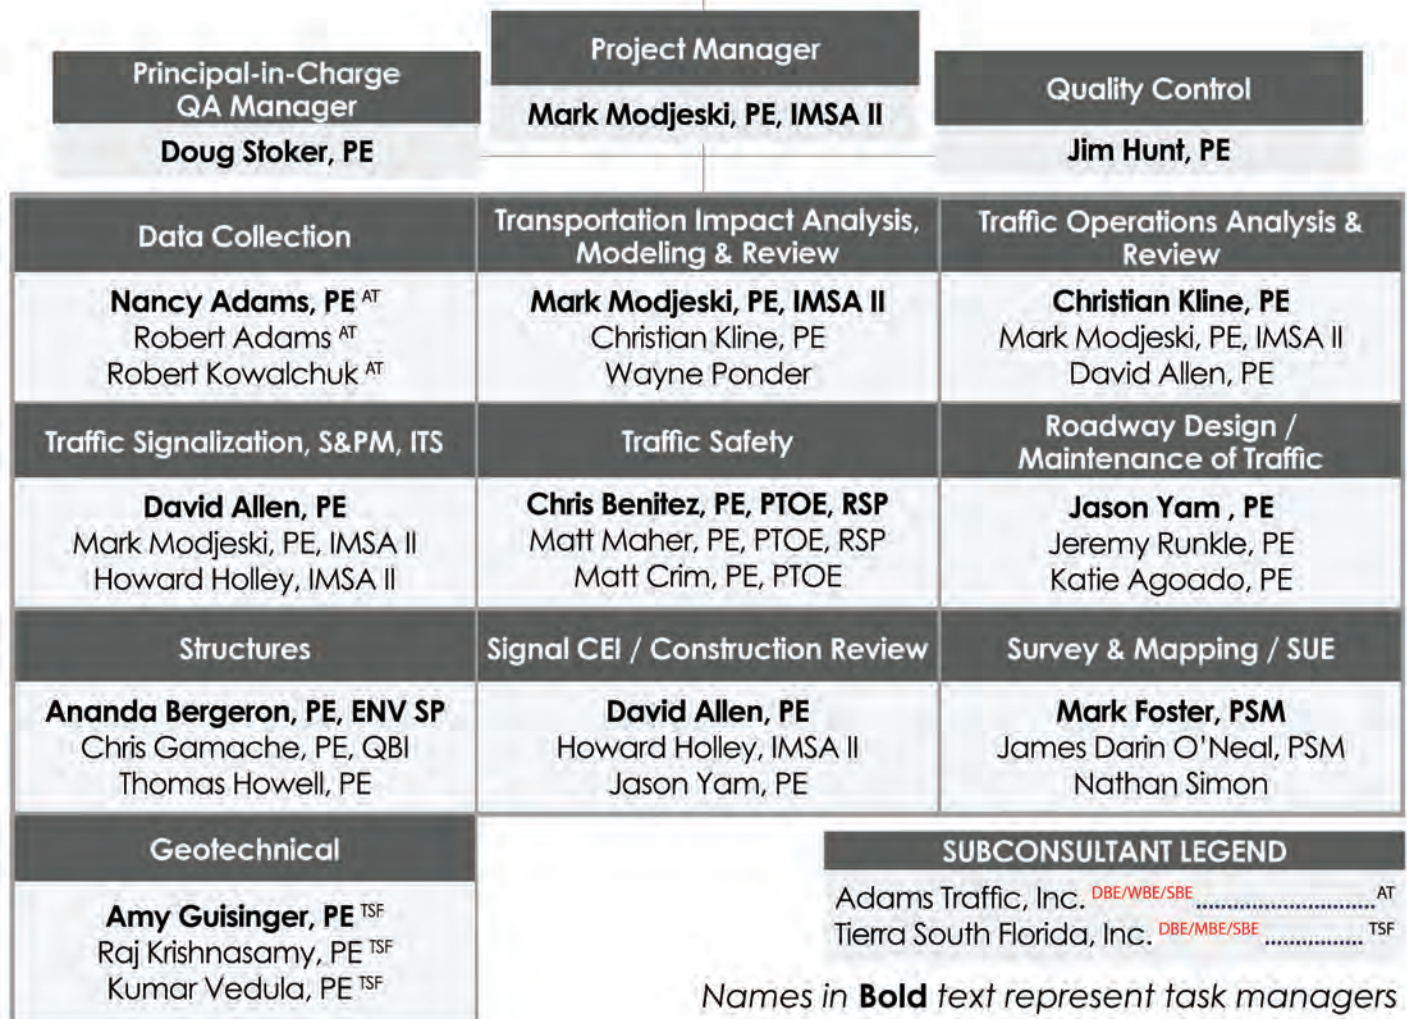 Project Manager
Mark Modjeski, PE, IMSA II
Principal-in-Charge
QA Manager
Doug Stoker, PE
Quality Control
Jim Hunt, PE
Data Collection
Nancy Adams, PE AT
Robert Adams AT
Robert Kowalchuk AT
Transportation Impact Analysis,
Modeling & Review
Mark Modjeski, PE, IMSA II
Christian Kline, PE
Wayne Ponder
Traffic Operations Analysis &
Review
Christian Kline, PE
Mark Modjeski, PE, IMSA II
David Allen, PE
Traffic Signalization, S&PM, ITS
David Allen, PE
Mark Modjeski, PE, IMSA II
Howard Holley, IMSA II
Traffic Safety
Chris Benitez, PE, PTOE, RSP
Matt Maher, PE, PTOE, RSP
Matt Crim, PE, PTOE
Roadway Design /
Maintenance of Traffic
Jason Yam , PE
Jeremy Runkle, PE
Katie Agoado, PE
Structures
Ananda Bergeron, PE, ENV SP
Chris Gamache, PE, QBI
Thomas Howell, PE
Signal CEI / Construction Review
David Allen, PE
Howard Holley, IMSA II
Jason Yam, PE
Survey & Mapping / SUE
Mark Foster, PSM
James Darin O'Neal, PSM
Nathan Simon
Geotechnical
Amy Guisinger, PE TSF
Raj Krishnasamy, PE TSF
Kumar Vedula, PE TSF
SUBCONSULTANT LEGEND
Adams Traffic, Inc. DBE/WBE/SBE ............................. AT
Tierra South Florida, Inc. DBE/MBE/SBE ................ TSF
Names in Bold text represent task managers